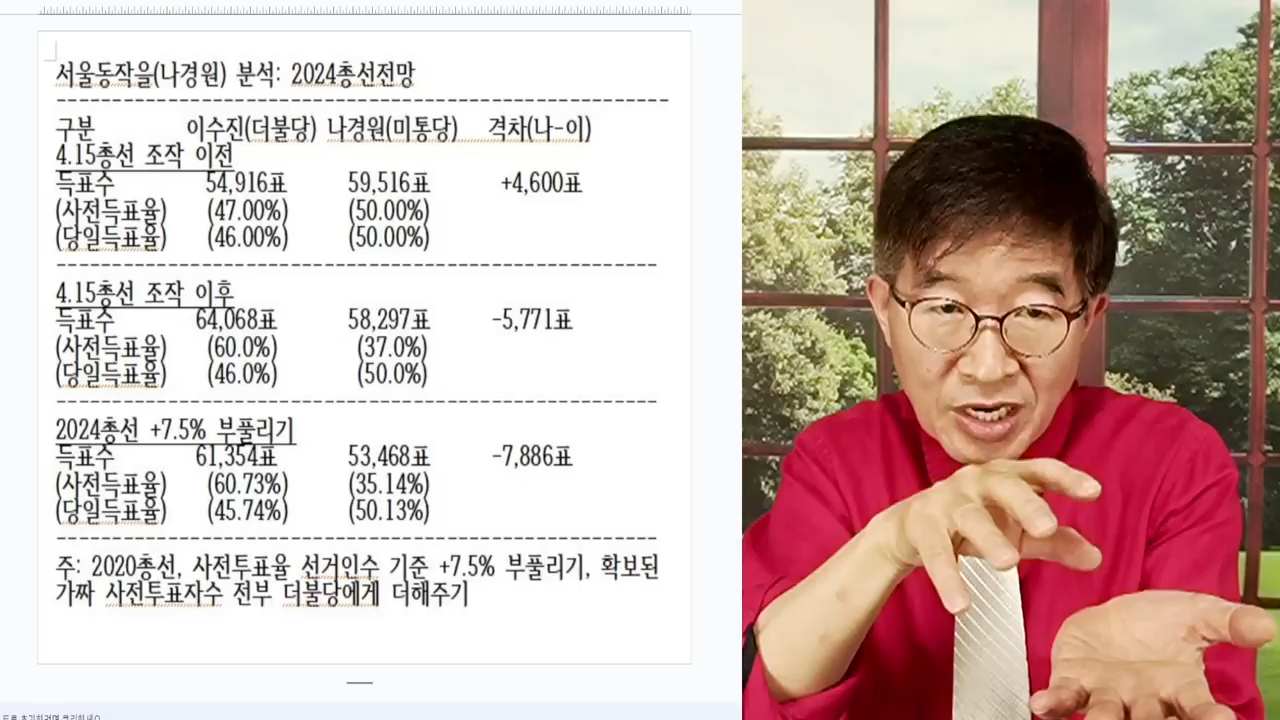 서울동작을(나경원) 분석: 2024총선전망
구분 이수진(더불당) 나경원(미통당) 격차(나-이)
4.15총선 조작 이전
득표수 54,916표 59,516표 +4,600표
(사전득표율) (47.00%) (50.00%)
(당일득표율) (46.00%) (50.00%)
4.15총선 조작 이후
득표수 64,068표 58,297표 -5,771표
(사전득표율) (60.0%) (37.0%)
(당일득표율) (46.0%) (50.0%)
2024총선 +7.5% 부풀리기
득표수 61,354표 53,468표 -7,886표
(사전득표율) (60.73%) (35.14%)
(당일득표율) (45.74%) (50.13%)
주: 2020총선, 사전투표율 선거인수 기준 +7.5% 부풀리기, 확보된
가짜 사전투표자수 전부 더불당에게 더해주기